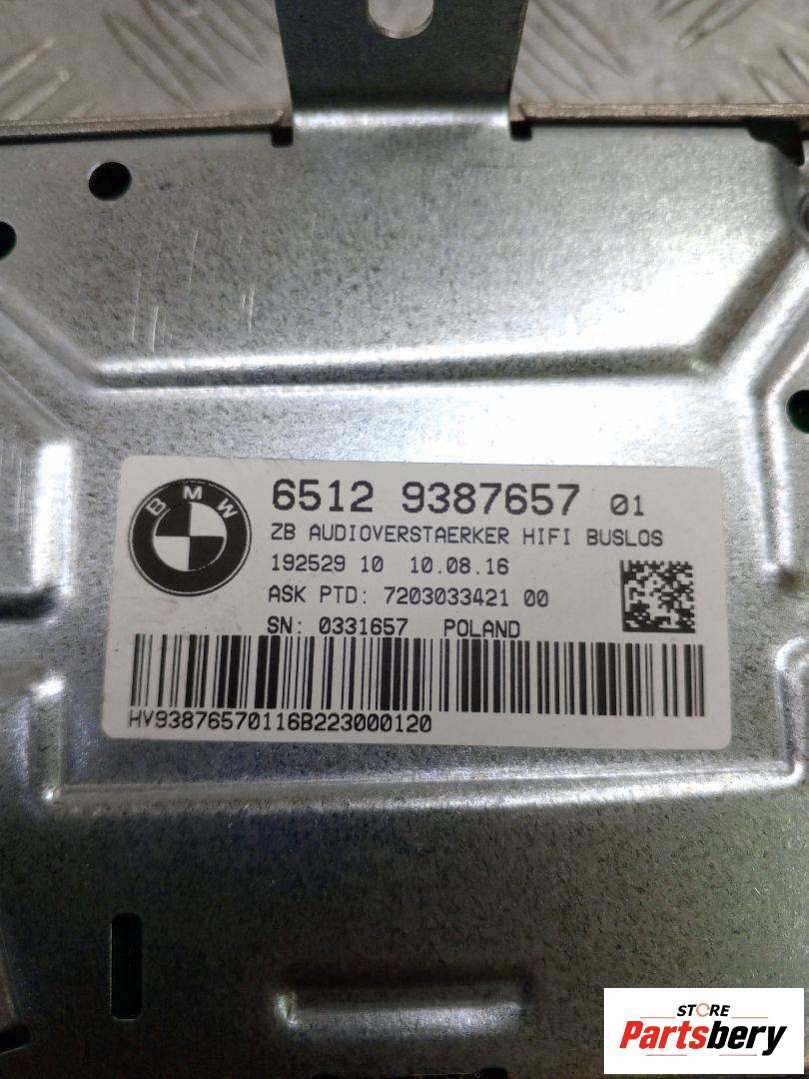 BMW
6512 9387657 01
ZB AUDIOVERSTAERKER HIFI BUSLOS
192529 10 10.08.16
ASK PTD: 7203033421 00
SN: 0331657 POLAND
HV93876570116B223000120
STORE
Partsbery